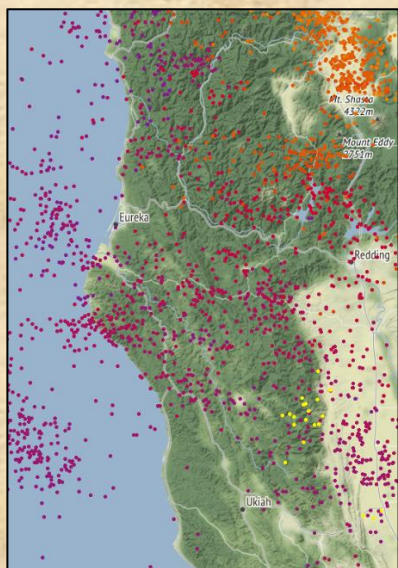 Mt. Shasta
4322m
Mount Eddy
2751m
Eureka
Redding
Ukiah